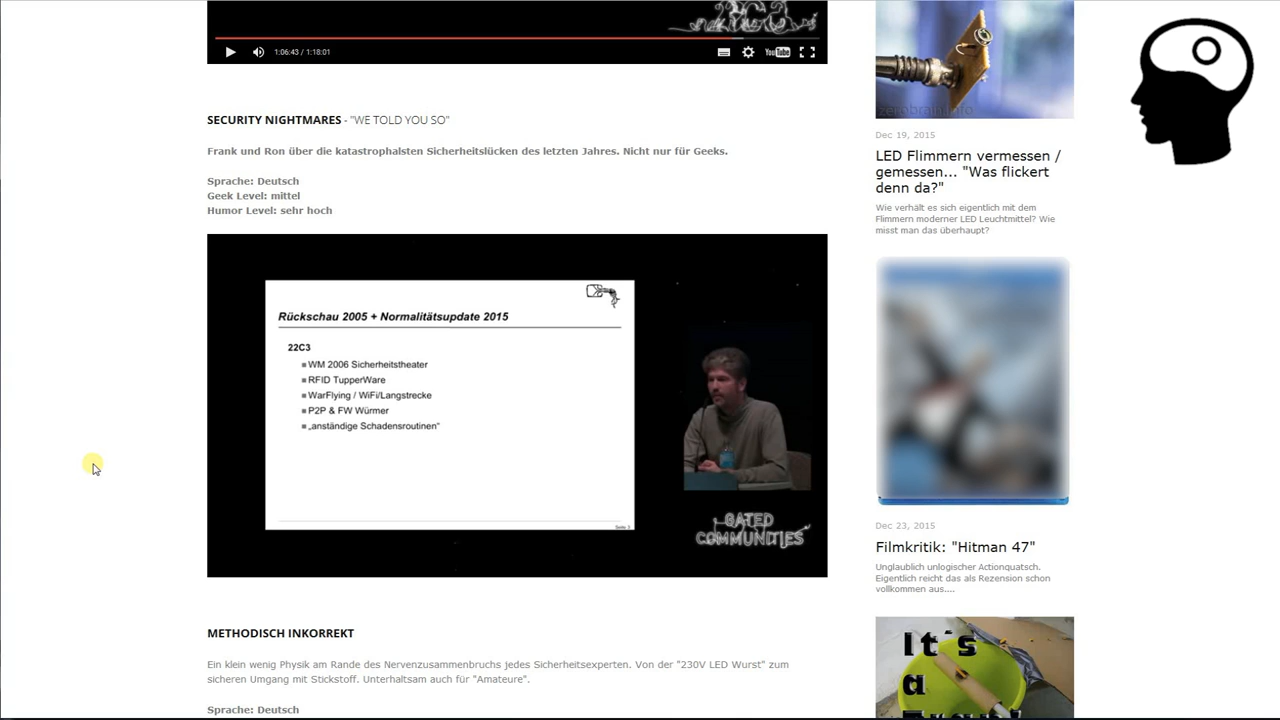 1:06:43 / 1:18:01
YouTube
SECURITY NIGHTMARES - "WE TOLD YOU SO"
Frank und Ron über die katastrophalsten Sicherheitslücken des letzten Jahres. Nicht nur für Geeks.
Sprache: Deutsch
Geek Level: mittel
Humor Level: sehr hoch
Rückschau 2005 + Normalitätsupdate 2015
22C3
WM 2006 Sicherheitstheater
RFID TupperWare
WarFlying / WiFi/Langstrecke
P2P & FW Würmer
„anständige Schadensroutinen"
Seite 3
GATED
COMMUNITIES
METHODISCH INKORREKT
Ein klein wenig Physik am Rande des Nervenzusammenbruchs jedes Sicherheitsexperten. Von der "230V LED Wurst" zum
sicheren Umgang mit Stickstoff. Unterhaltsam auch für "Amateure".
Sprache: Deutsch
zerobrain.info
Dec 19, 2015
LED Flimmern vermessen /
gemessen... "Was flickert
denn da?"
Wie verhält es sich eigentlich mit dem
Flimmern moderner LED Leuchtmittel? Wie
misst man das überhaupt?
Dec 23, 2015
Filmkritik: "Hitman 47"
Unglaublich unlogischer Actionquatsch.
Eigentlich reicht das als Rezension schon
vollkommen aus....
It´s
a